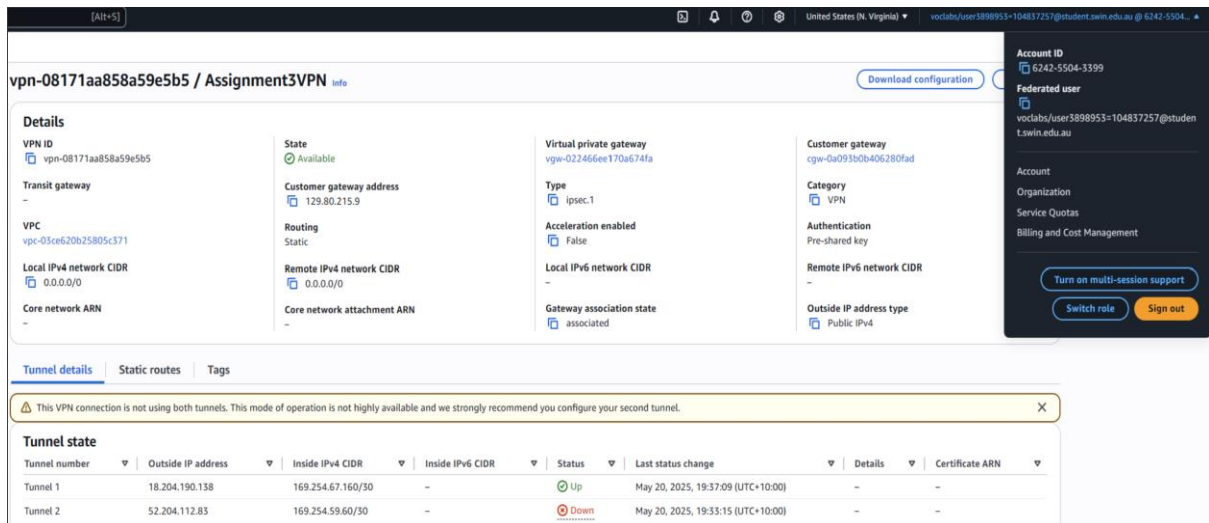 [Alt+S]
United States (N. Virginia) ▼ voclabs/user3898953=104837257@student.swin.edu.au @ 6242-5504... ▲
Account ID
6242-5504-3399
Federated user
voclabs/user3898953=104837257@studen
t.swin.edu.au
Account
Organization
Service Quotas
Billing and Cost Management
Turn on multi-session support
Switch role Sign out
vpn-08171aa858a59e5b5 / Assignment3VPN Info
Download configuration
Details
VPN ID State Virtual private gateway Customer gateway
vpn-08171aa858a59e5b5 Available vgw-022466ee170a674fa cgw-0a093b0b406280fad
Transit gateway Customer gateway address Type Category
– 129.80.215.9 ipsec.1 VPN
VPC Routing Acceleration enabled Authentication
vpc-03ce620b25805c371 Static False Pre-shared key
Local IPv4 network CIDR Remote IPv4 network CIDR Local IPv6 network CIDR Remote IPv6 network CIDR
0.0.0.0/0 0.0.0.0/0 – –
Core network ARN Core network attachment ARN Gateway association state Outside IP address type
– – associated Public IPv4
Tunnel details Static routes Tags
This VPN connection is not using both tunnels. This mode of operation is not highly available and we strongly recommend you configure your second tunnel.
Tunnel state
Tunnel number Outside IP address Inside IPv4 CIDR Inside IPv6 CIDR Status Last status change Details Certificate ARN
Tunnel 1 18.204.190.138 169.254.67.160/30 – Up May 20, 2025, 19:37:09 (UTC+10:00) – –
Tunnel 2 52.204.112.83 169.254.59.60/30 – Down May 20, 2025, 19:33:15 (UTC+10:00) – –